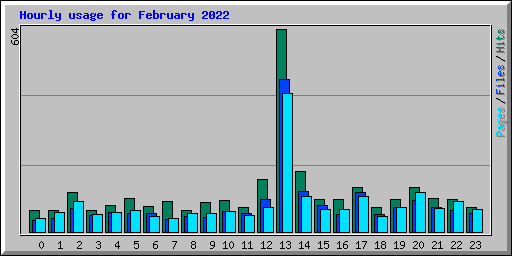 Hourly usage for February 2022
604
Pages / Files / Hits
0 1 2 3 4 5 6 7 8 9 10 11 12 13 14 15 16 17 18 19 20 21 22 23